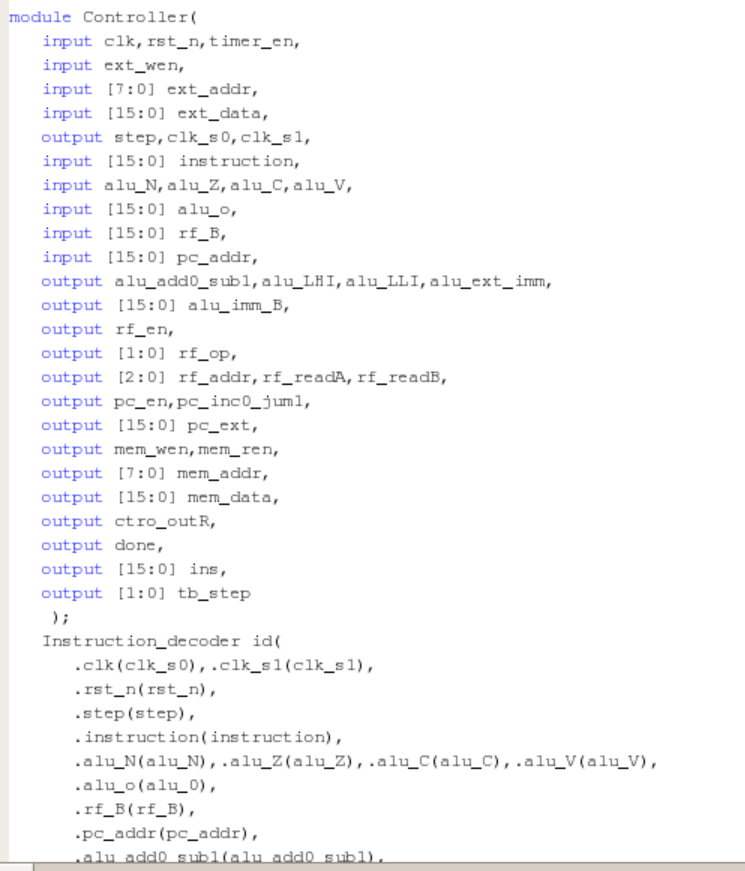 module Controller(
input clk,rst_n,timer_en,
input ext_wen,
input [7:0] ext_addr,
input [15:0] ext_data,
output step,clk_s0,clk_s1,
input [15:0] instruction,
input alu_N,alu_Z,alu_C,alu_V,
input [15:0] alu_o,
input [15:0] rf_B,
input [15:0] pc_addr,
output alu_add0_sub1,alu_LHI,alu_LLI,alu_ext_imm,
output [15:0] alu_imm_B,
output rf_en,
output [1:0] rf_op,
output [2:0] rf_addr,rf_readA,rf_readB,
output pc_en,pc_inc0_jum1,
output [15:0] pc_ext,
output mem_wen,mem_ren,
output [7:0] mem_addr,
output [15:0] mem_data,
output ctro_outR,
output done,
output [15:0] ins,
output [1:0] tb_step
);
Instruction_decoder id(
.clk(clk_s0),.clk_s1(clk_s1),
.rst_n(rst_n),
.step(step),
.instruction(instruction),
.alu_N(alu_N),.alu_Z(alu_Z),.alu_C(alu_C),.alu_V(alu_V),
.alu_o(alu_0),
.rf_B(rf_B),
.pc_addr(pc_addr),
.alu_add0_sub1(alu_add0_sub1),